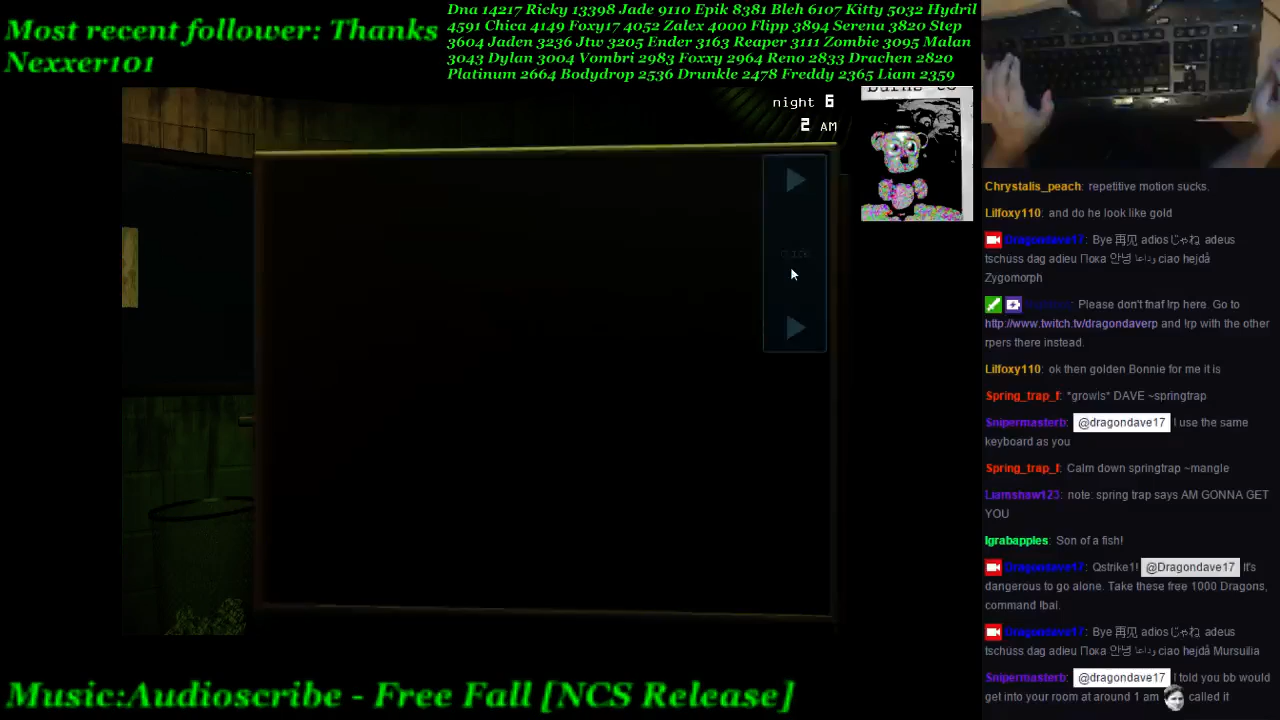 Most recent follower: Thanks
Nexxer101
Dna 14217 Ricky 13398 Jade 9110 Epik 8381 Bleh 6107 Kitty 5032 Hydril
4591 Chica 4149 Foxy17 4052 Zalex 4000 Flipp 3894 Serena 3820 Step
3604 Jaden 3236 Jtw 3205 Ender 3163 Reaper 3111 Zombie 3095 Malan
3043 Dylan 3004 Vombri 2983 Foxxy 2964 Reno 2833 Drachen 2820
Platinum 2664 Bodydrop 2536 Drunkle 2478 Freddy 2365 Liam 2359
night 6
2 AM
Chrystalis_peach: repetitive motion sucks.
Lilfoxy110: and do he look like gold
Dragondave17: Bye 再见 adios じゃね adeus
tschuss dag adieu Пока 안녕 وداعا ciao hejdå
Zygomorph
Please don't fnaf !rp here. Go to
http://www.twitch.tv/dragondaverp and !rp with the other
rpers there instead.
Lilfoxy110: ok then golden Bonnie for me it is
Spring_trap_f: *growls* DAVE ~springtrap
Snipermasterb: @dragondave17 I use the same
keyboard as you
Spring_trap_f: Calm down springtrap ~mangle
Liamshaw123: note: spring trap says AM GONNA GET
YOU
Igrabapples: Son of a fish!
Dragondave17: Qstrike1! @Dragondave17 It's
dangerous to go alone. Take these free 1000 Dragons,
command !bai.
Dragondave17: Bye 再见 adios じゃね adeus
tschuss dag adieu Пока 안녕 وداعا ciao hejdå Mursuilia
Snipermasterb: @dragondave17 I told you bb would
get into your room at around 1 am called it
Music:Audioscribe - Free Fall [NCS Release]